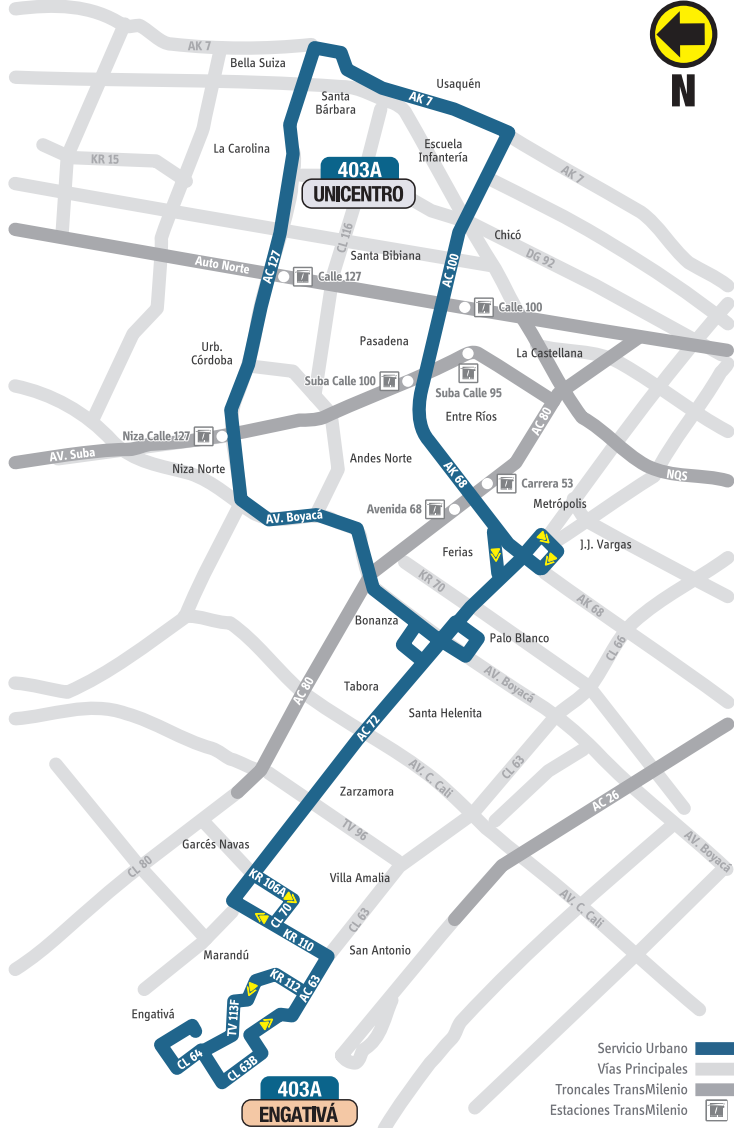 AK 7
Bella Suiza
N
Usaquén
Santa
Bárbara
AK 7
Escuela
Infantería
La Carolina
KR 15
403A
UNICENTRO
AK 7
CL 116
Chicó
Santa Bibiana
DG 92
Auto Norte
AC 127
Calle 127
AC 100
Calle 100
Urb.
Córdoba
Pasadena
La Castellana
Suba Calle 100
Suba Calle 95
Entre Ríos
AC 80
Niza Calle 127
AV. Suba
Niza Norte
Andes Norte
AK 68
NQS
Carrera 53
Metrópolis
Avenida 68
AV. Boyacá
Ferias
J.J. Vargas
KR 70
AK 68
Bonanza
Palo Blanco
CL 66
AC 80
Tabora
AV. Boyacá
Santa Helenita
AC 72
CL 63
AV. C. Cali
Zarzamora
AC 26
TV 96
Garcés Navas
AV. Boyacá
CL 80
KR 106A
Villa Amalia
CL 70
CL 63
AV. C. Cali
KR 110
Marandú
San Antonio
KR 112
AC 63
Engativá
TV 113F
CL 64
CL 63B
403A
ENGATIVÁ
Servicio Urbano
Vías Principales
Troncales TransMilenio
Estaciones TransMilenio